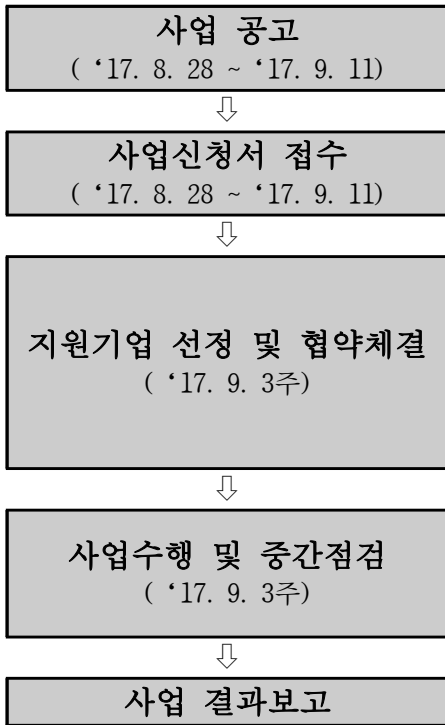 사업 공고
( ‘17. 8. 28 ~ ‘17. 9. 11)
사업신청서 접수
( ‘17. 8. 28 ~ ‘17. 9. 11)
지원기업 선정 및 협약체결
( ‘17. 9. 3주)
사업수행 및 중간점검
( ‘17. 9. 3주)
사업 결과보고